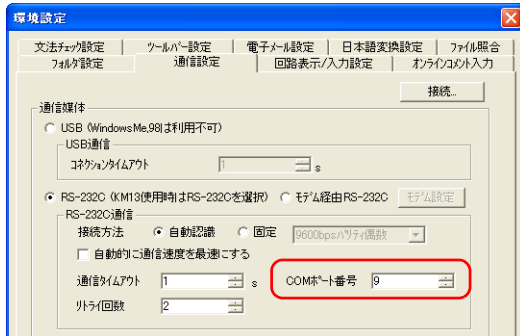 環境設定
文法ﾁｪｯｸ設定 ﾂｰﾙﾊﾞｰ設定 電子ﾒｰﾙ設定 日本語変換設定 ﾌｧｲﾙ照合
ﾌｫﾙﾀﾞ設定 通信設定 回路表示/入力設定 ｵﾝﾗｲﾝｺﾒﾝﾄ入力
接続...
通信媒体
USB (WindowsMe,98は利用不可)
USB通信
ｺﾈｸｼｮﾝﾀｲﾑｱｳﾄ 1 s
RS-232C (KM13使用時はRS-232Cを選択) ﾓﾃﾞﾑ経由RS-232C ﾓﾃﾞﾑ設定
RS-232C通信
接続方法 自動認識 固定 9600bpsﾊﾟﾘﾃｨ偶数
自動的に通信速度を最速にする
通信ﾀｲﾑｱｳﾄ 1 s COMﾎﾟｰﾄ番号 9
ﾘﾄﾗｲ回数 2